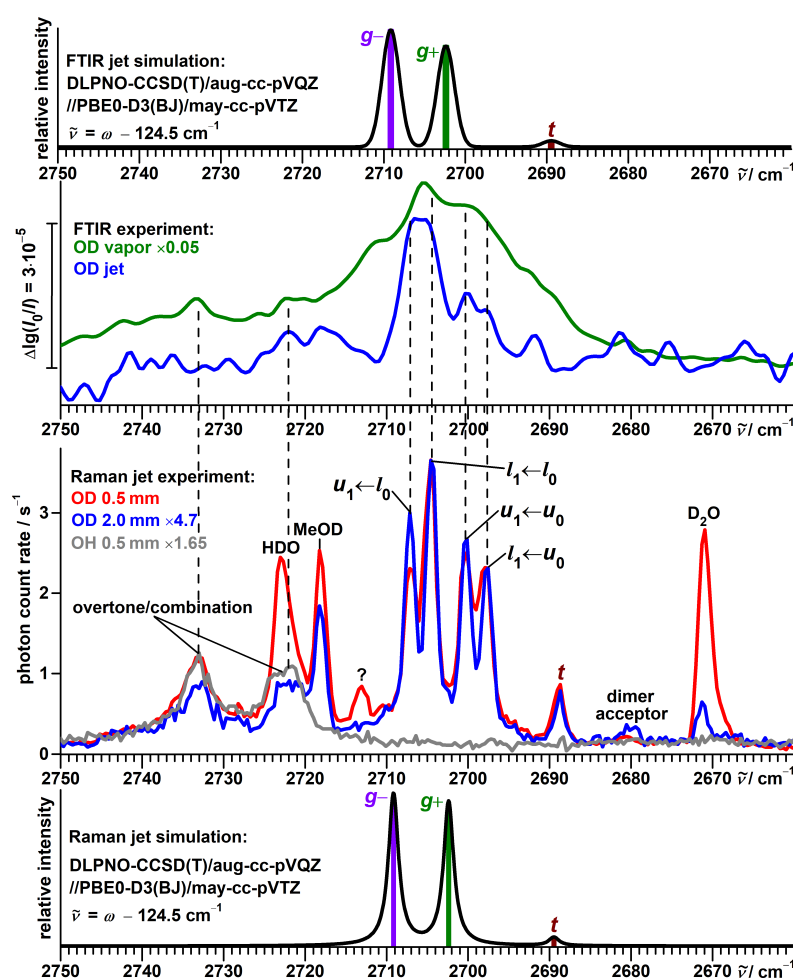 relative intensity
FTIR jet simulation:
DLPNO-CCSD(T)/aug-cc-pVQZ
//PBE0-D3(BJ)/may-cc-pVTZ
ν̃ = ω − 124.5 cm⁻¹
g−
g+
t
2750 2740 2730 2720 2710 2700 2690 2680 2670 ν̃/ cm⁻¹
Δlg(I₀/I) = 3·10⁻⁵
FTIR experiment:
OD vapor ×0.05
OD jet
2750 2740 2730 2720 2710 2700 2690 2680 2670 ν̃/ cm⁻¹
photon count rate / s⁻¹
3
2
1
0
Raman jet experiment:
OD 0.5 mm
OD 2.0 mm ×4.7
OH 0.5 mm ×1.65
overtone/combination
HDO
MeOD
?
u₁←l₀
l₁←l₀
u₁←u₀
l₁←u₀
t
dimer
acceptor
D₂O
2750 2740 2730 2720 2710 2700 2690 2680 2670 ν̃/ cm⁻¹
relative intensity
Raman jet simulation:
DLPNO-CCSD(T)/aug-cc-pVQZ
//PBE0-D3(BJ)/may-cc-pVTZ
ν̃ = ω − 124.5 cm⁻¹
g−
g+
t
2750 2740 2730 2720 2710 2700 2690 2680 2670 ν̃/ cm⁻¹